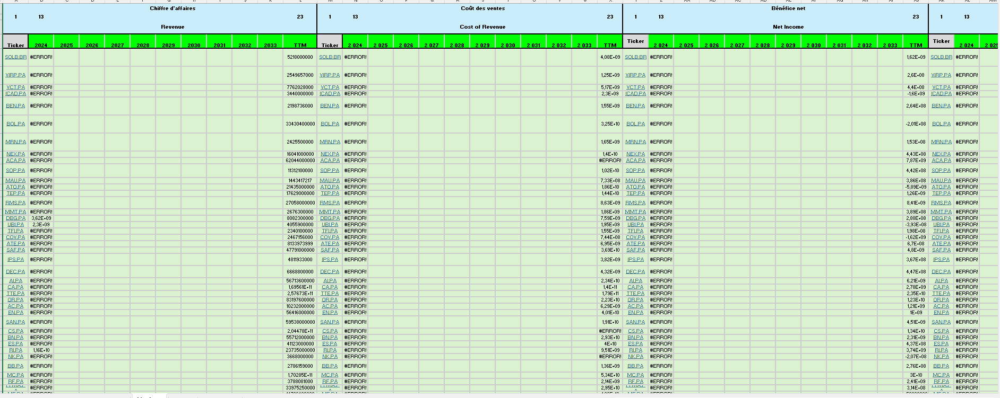 Chiffre d'affaires Coût des ventes Bénéfice net
1 13 23 1 13 23 1 13 23 1 13
Revenue Cost of Revenue Net Income
Ticker 2024 2025 2026 2027 2028 2029 2030 2031 2032 2033 TTM Ticker 2 024 2 025 2 026 2 027 2 028 2 029 2 030 2 031 2 032 2 033 TTM Ticker 2 024 2 025 2 026 2 027 2 028 2 029 2 030 2 031 2 032 2 033 TTM Ticker 2 024
SOLB.BR #ERROR! 5218000000 SOLB.BR #ERROR! 4,08E+09 SOLB.BR #ERROR! 1,62E+09 SOLB.BR #ERROR!
VIRP.PA #ERROR! 2549657000 VIRP.PA #ERROR! 1,25E+09 VIRP.PA #ERROR! 2,6E+08 VIRP.PA #ERROR!
VCT.PA #ERROR! 7762028000 VCT.PA #ERROR! 5,17E+09 VCT.PA #ERROR! 4,4E+08 VCT.PA #ERROR!
ICAD.PA #ERROR! 3440000000 ICAD.PA #ERROR! 2,3E+09 ICAD.PA #ERROR! -1,6E+09 ICAD.PA #ERROR!
BEN.PA #ERROR! 2198736000 BEN.PA #ERROR! 1,55E+09 BEN.PA #ERROR! 2,64E+08 BEN.PA #ERROR!
BOL.PA #ERROR! 33430400000 BOL.PA #ERROR! 3,25E+10 BOL.PA #ERROR! -2,01E+08 BOL.PA #ERROR!
MRN.PA #ERROR! 2425500000 MRN.PA #ERROR! 1,65E+09 MRN.PA #ERROR! 1,53E+08 MRN.PA #ERROR!
NEX.PA #ERROR! 16041000000 NEX.PA #ERROR! 1,4E+10 NEX.PA #ERROR! 4,43E+08 NEX.PA #ERROR!
ACA.PA #ERROR! 62044000000 ACA.PA #ERROR! #ERROR! ACA.PA #ERROR! 7,87E+09 ACA.PA #ERROR!
SOP.PA #ERROR! 11312100000 SOP.PA #ERROR! 1,02E+10 SOP.PA #ERROR! 4,42E+08 SOP.PA #ERROR!
MAU.PA #ERROR! 1443417217 MAU.PA #ERROR! 7,33E+08 MAU.PA #ERROR! 3,86E+08 MAU.PA #ERROR!
ATO.PA #ERROR! 21435000000 ATO.PA #ERROR! 1,86E+10 ATO.PA #ERROR! -5,89E+09 ATO.PA #ERROR!
TEP.PA #ERROR! 17629000000 TEP.PA #ERROR! 1,44E+10 TEP.PA #ERROR! 1,26E+09 TEP.PA #ERROR!
RMS.PA #ERROR! 27058000000 RMS.PA #ERROR! 8,63E+09 RMS.PA #ERROR! 8,41E+09 RMS.PA #ERROR!
MMT.PA #ERROR! 2676300000 MMT.PA #ERROR! 1,86E+09 MMT.PA #ERROR! 3,89E+08 MMT.PA #ERROR!
DBG.PA 3,62E+09 8082300000 DBG.PA #ERROR! 7,59E+09 DBG.PA #ERROR! 2,88E+08 DBG.PA #ERROR!
UBI.PA 2,3E+09 4055900000 UBI.PA #ERROR! 1,95E+09 UBI.PA #ERROR! -3,93E+08 UBI.PA #ERROR!
TFI.PA #ERROR! 2340100000 TFI.PA #ERROR! 1,55E+09 TFI.PA #ERROR! 1,98E+08 TFI.PA #ERROR!
COV.PA #ERROR! 2467156000 COV.PA #ERROR! 7,44E+08 COV.PA #ERROR! -1,62E+09 COV.PA #ERROR!
ATE.PA #ERROR! 8133973999 ATE.PA #ERROR! 6,95E+09 ATE.PA #ERROR! 6,7E+08 ATE.PA #ERROR!
SAF.PA #ERROR! 47791000000 SAF.PA #ERROR! 3,69E+10 SAF.PA #ERROR! 4,8E+09 SAF.PA #ERROR!
IPS.PA #ERROR! 4811933000 IPS.PA #ERROR! 3,82E+09 IPS.PA #ERROR! 3,67E+08 IPS.PA #ERROR!
DEC.PA #ERROR! 6668800000 DEC.PA #ERROR! 4,32E+09 DEC.PA #ERROR! 4,47E+08 DEC.PA #ERROR!
AI.PA #ERROR! 56713600000 AI.PA #ERROR! 2,34E+10 AI.PA #ERROR! 6,21E+09 AI.PA #ERROR!
CA.PA #ERROR! 1,69561E+11 CA.PA #ERROR! 1,4E+11 CA.PA #ERROR! 2,78E+09 CA.PA #ERROR!
TTE.PA #ERROR! 2,57673E+11 TTE.PA #ERROR! 1,79E+11 TTE.PA #ERROR! 2,35E+10 TTE.PA #ERROR!
OR.PA #ERROR! 83197600000 OR.PA #ERROR! 2,23E+10 OR.PA #ERROR! 1,23E+10 OR.PA #ERROR!
AC.PA #ERROR! 10232000000 AC.PA #ERROR! 6,29E+09 AC.PA #ERROR! 1,21E+09 AC.PA #ERROR!
EN.PA #ERROR! 56416000000 EN.PA #ERROR! 4,01E+10 EN.PA #ERROR! 1E+09 EN.PA #ERROR!
SAN.PA #ERROR! 59538000000 SAN.PA #ERROR! 1,91E+10 SAN.PA #ERROR! 4,51E+09 SAN.PA #ERROR!
CS.PA #ERROR! 2,04478E+11 CS.PA #ERROR! #ERROR! CS.PA #ERROR! 1,34E+10 CS.PA #ERROR!
BN.PA #ERROR! 55712000000 BN.PA #ERROR! 2,93E+10 BN.PA #ERROR! 2,31E+09 BN.PA #ERROR!
ES.PA #ERROR! 41123000000 ES.PA #ERROR! 4E+10 ES.PA #ERROR! 4,37E+08 ES.PA #ERROR!
RI.PA 1,16E+10 23735000000 RI.PA #ERROR! 9,51E+09 RI.PA #ERROR! 3,74E+09 RI.PA #ERROR!
NK.PA #ERROR! 3668000000 NK.PA #ERROR! #ERROR! NK.PA #ERROR! -2,07E+08 NK.PA #ERROR!
BB.PA #ERROR! 2786159000 BB.PA #ERROR! 1,36E+09 BB.PA #ERROR! 2,76E+08 BB.PA #ERROR!
MC.PA #ERROR! 1,70285E+11 MC.PA #ERROR! 5,34E+10 MC.PA #ERROR! 3E+10 MC.PA #ERROR!
RF.PA #ERROR! 3788081000 RF.PA #ERROR! 2,14E+09 RF.PA #ERROR! 2,41E+09 RF.PA #ERROR!
#ERROR! 33975250000 #ERROR! 2,95E+10 #ERROR! 3,14E+08 #ERROR!